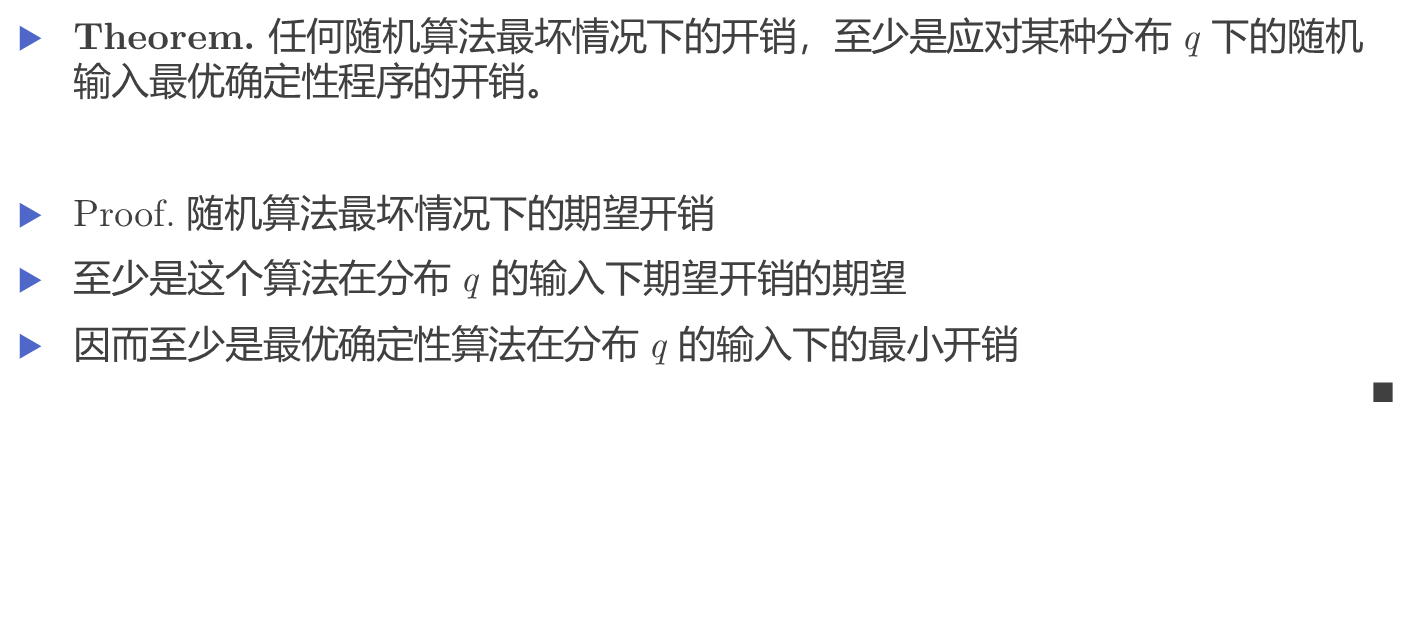 Theorem. 任何随机算法最坏情况下的开销，至少是应对某种分布 q 下的随机
输入最优确定性程序的开销。
Proof. 随机算法最坏情况下的期望开销
至少是这个算法在分布 q 的输入下期望开销的期望
因而至少是最优确定性算法在分布 q 的输入下的最小开销